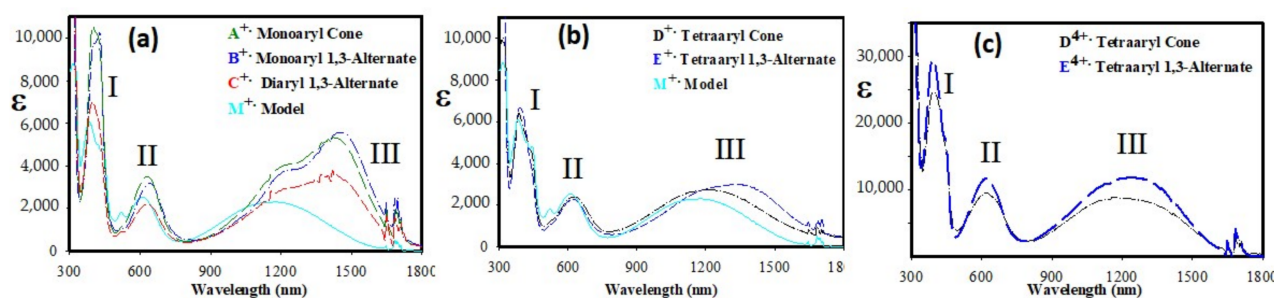 (a)
A+· Monoaryl Cone
B+· Monoaryl 1,3-Alternate
C+· Diaryl 1,3-Alternate
M+· Model
I
II
III
ε
10,000
8,000
6,000
4,000
2,000
0
300 600 900 1200 1500 1800
Wavelength (nm)
(b)
D+· Tetraaryl Cone
E+· Tetraaryl 1,3-Alternate
M+· Model
I
II
III
ε
10,000
8,000
6,000
4,000
2,000
0
300 600 900 1200 1500 180
Wavelength (nm)
(c)
D4+· Tetraaryl Cone
E4+· Tetraaryl 1,3-Alternate
I
II
III
ε
30,000
20,000
10,000
300 600 900 1200 1500 1800
Wavelength (nm)